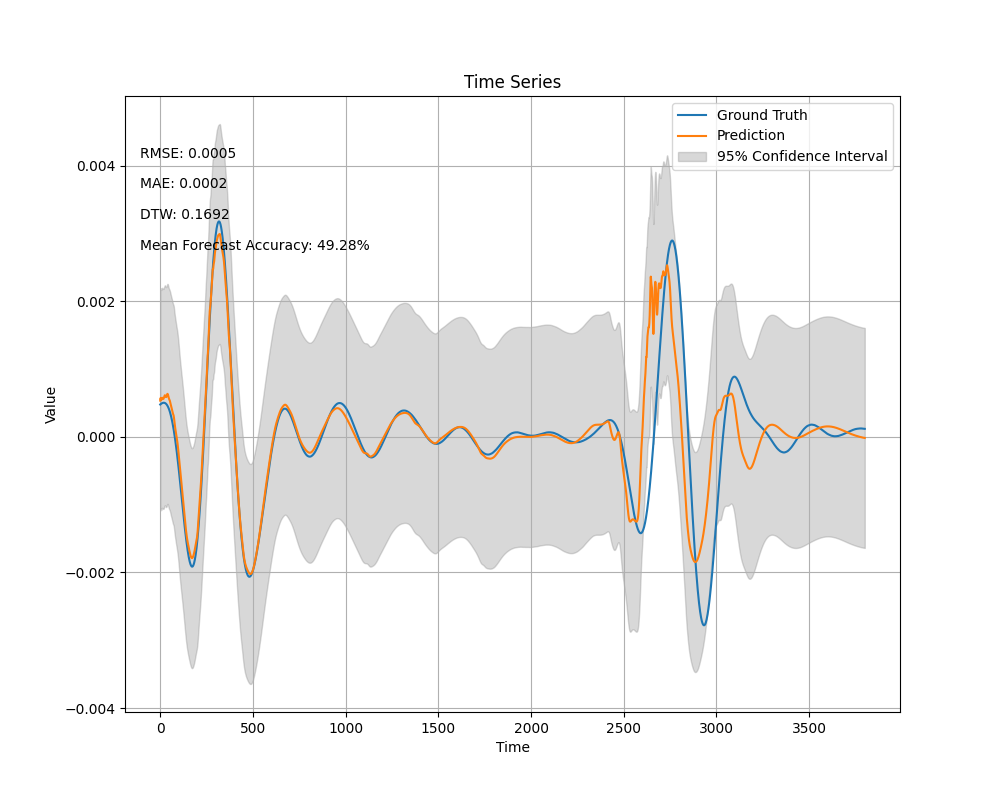 Time Series
Ground Truth
Prediction
95% Confidence Interval
RMSE: 0.0005
MAE: 0.0002
DTW: 0.1692
Mean Forecast Accuracy: 49.28%
Value
0.004
0.002
0.000
−0.002
−0.004
0 500 1000 1500 2000 2500 3000 3500
Time